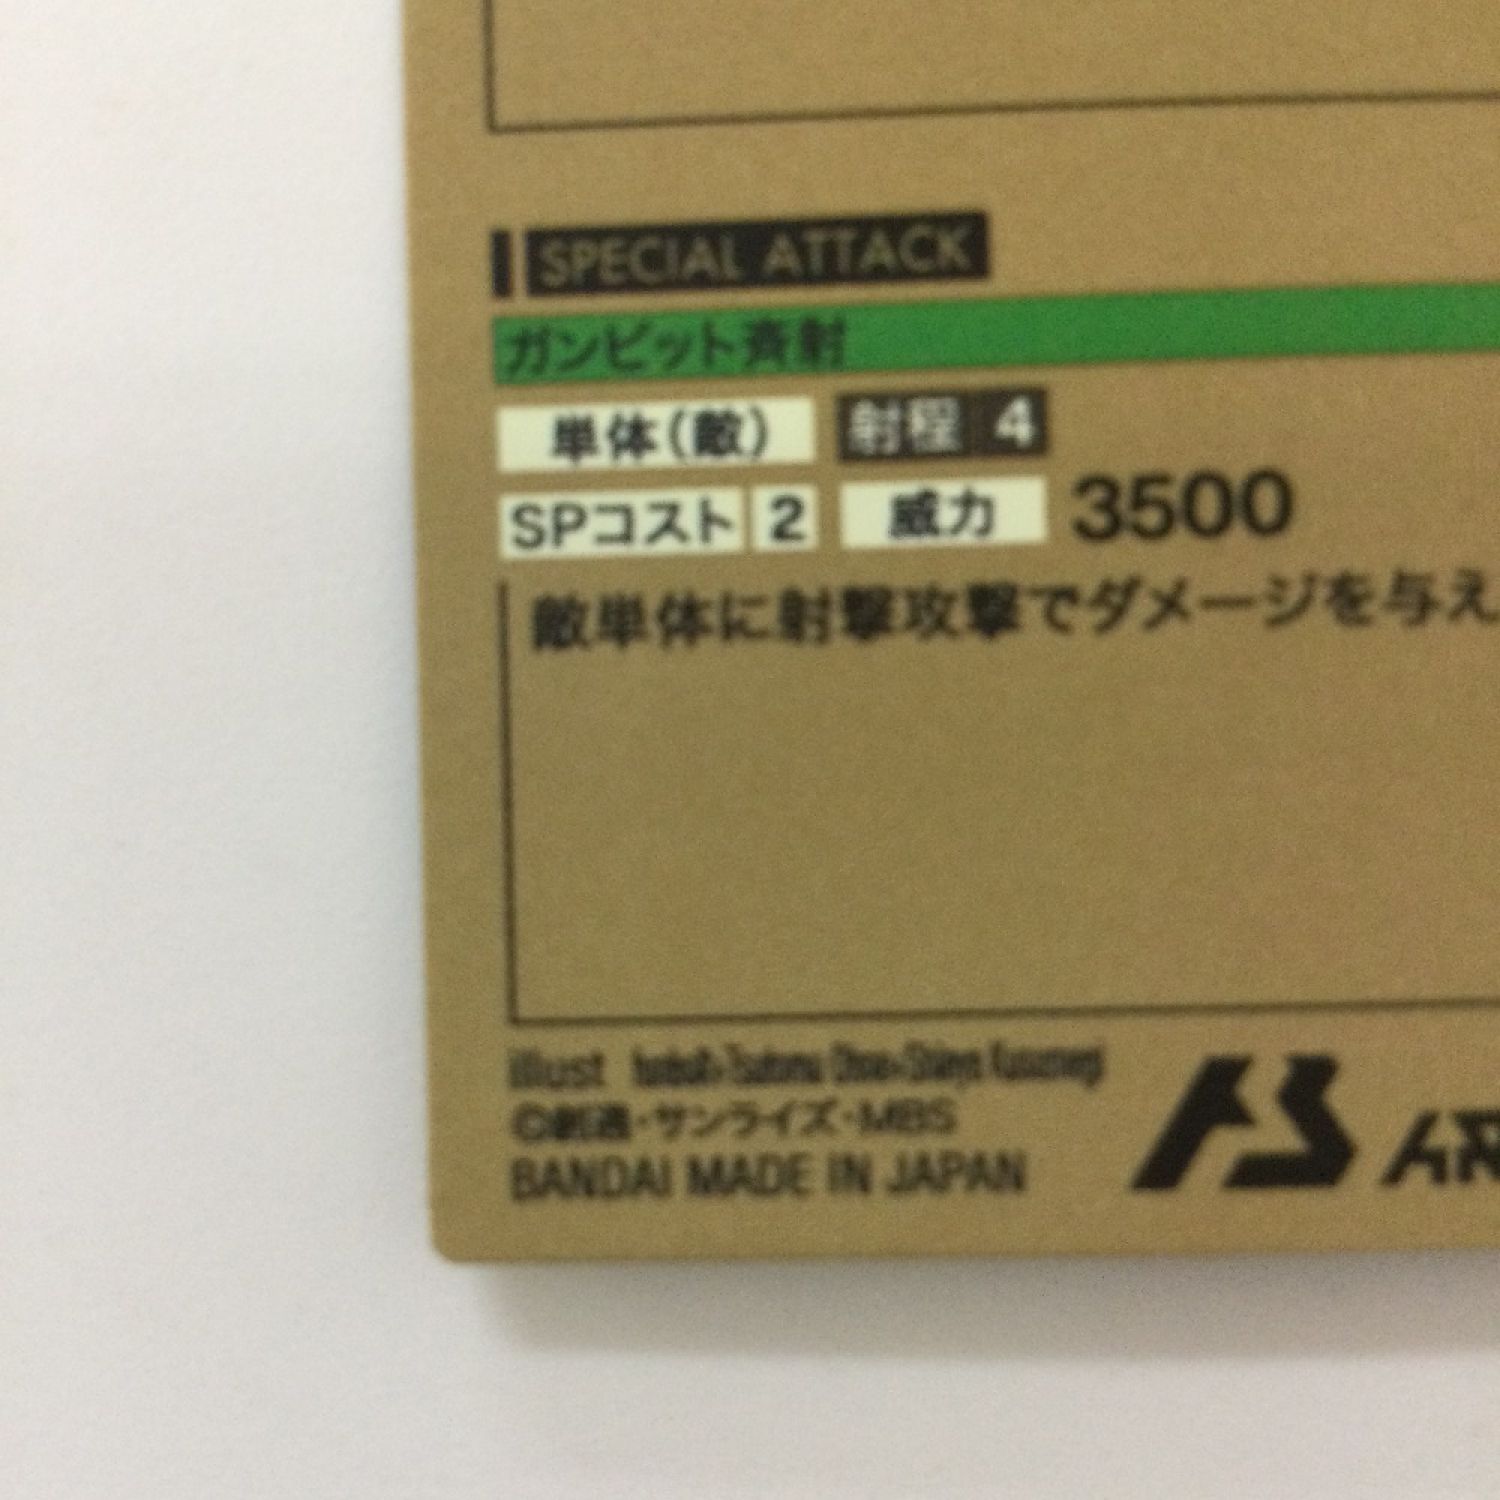 SPECIAL ATTACK
ガンビット斉射
単体(敵) 射程 4
SPコスト 2 威力 3500
敵単体に射撃攻撃でダメージを与え
illust
©創通・サンライズ・MBS
BANDAI MADE IN JAPAN
AR